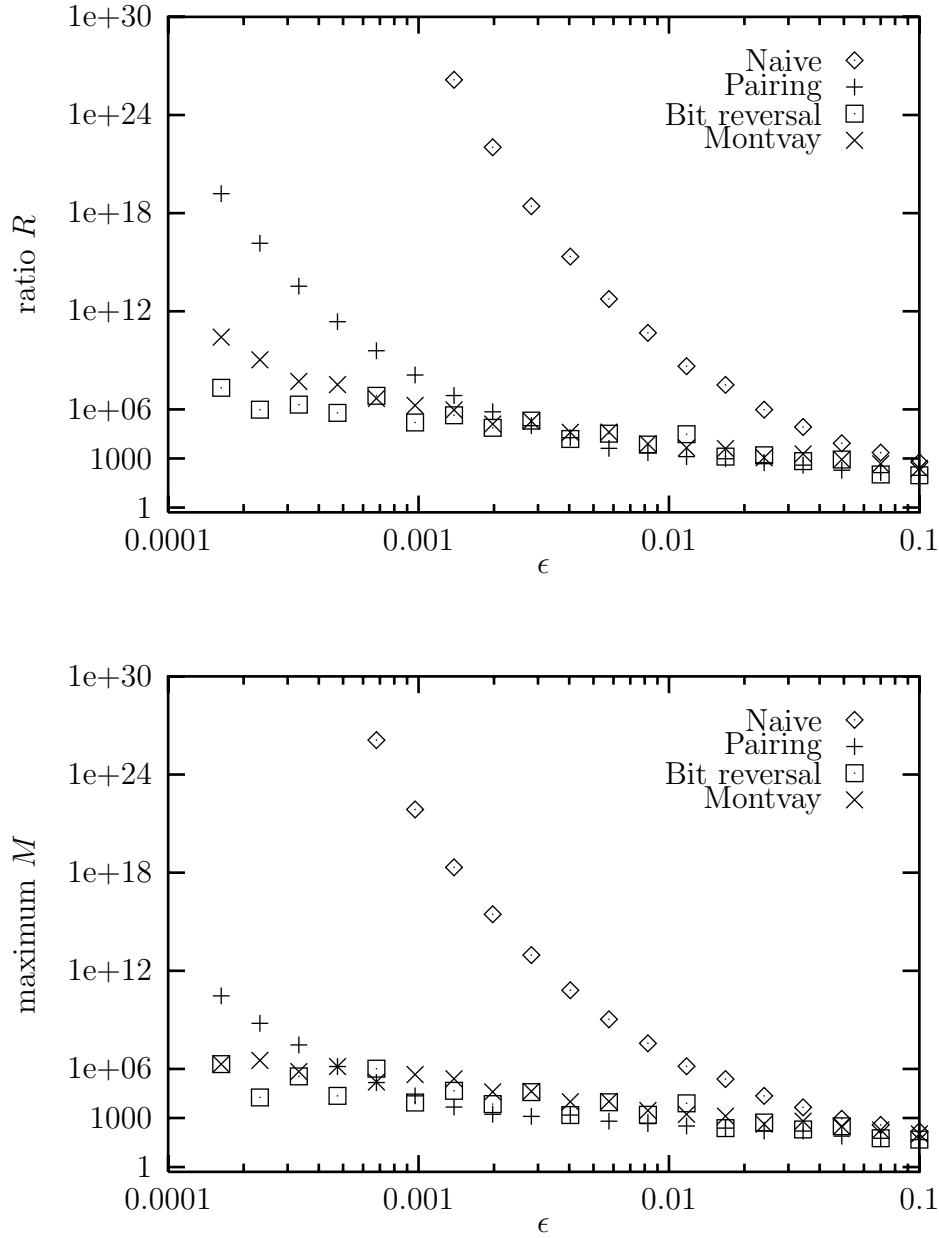 1e+30
Naive
Pairing
1e+24
Bit reversal
Montvay
1e+18
ratio R
1e+12
1e+06
1000
1
0.0001
0.001
0.01
0.1
ϵ
1e+30
Naive
Pairing
1e+24
Bit reversal
Montvay
1e+18
maximum M
1e+12
1e+06
1000
1
0.0001
0.001
0.01
0.1
ϵ